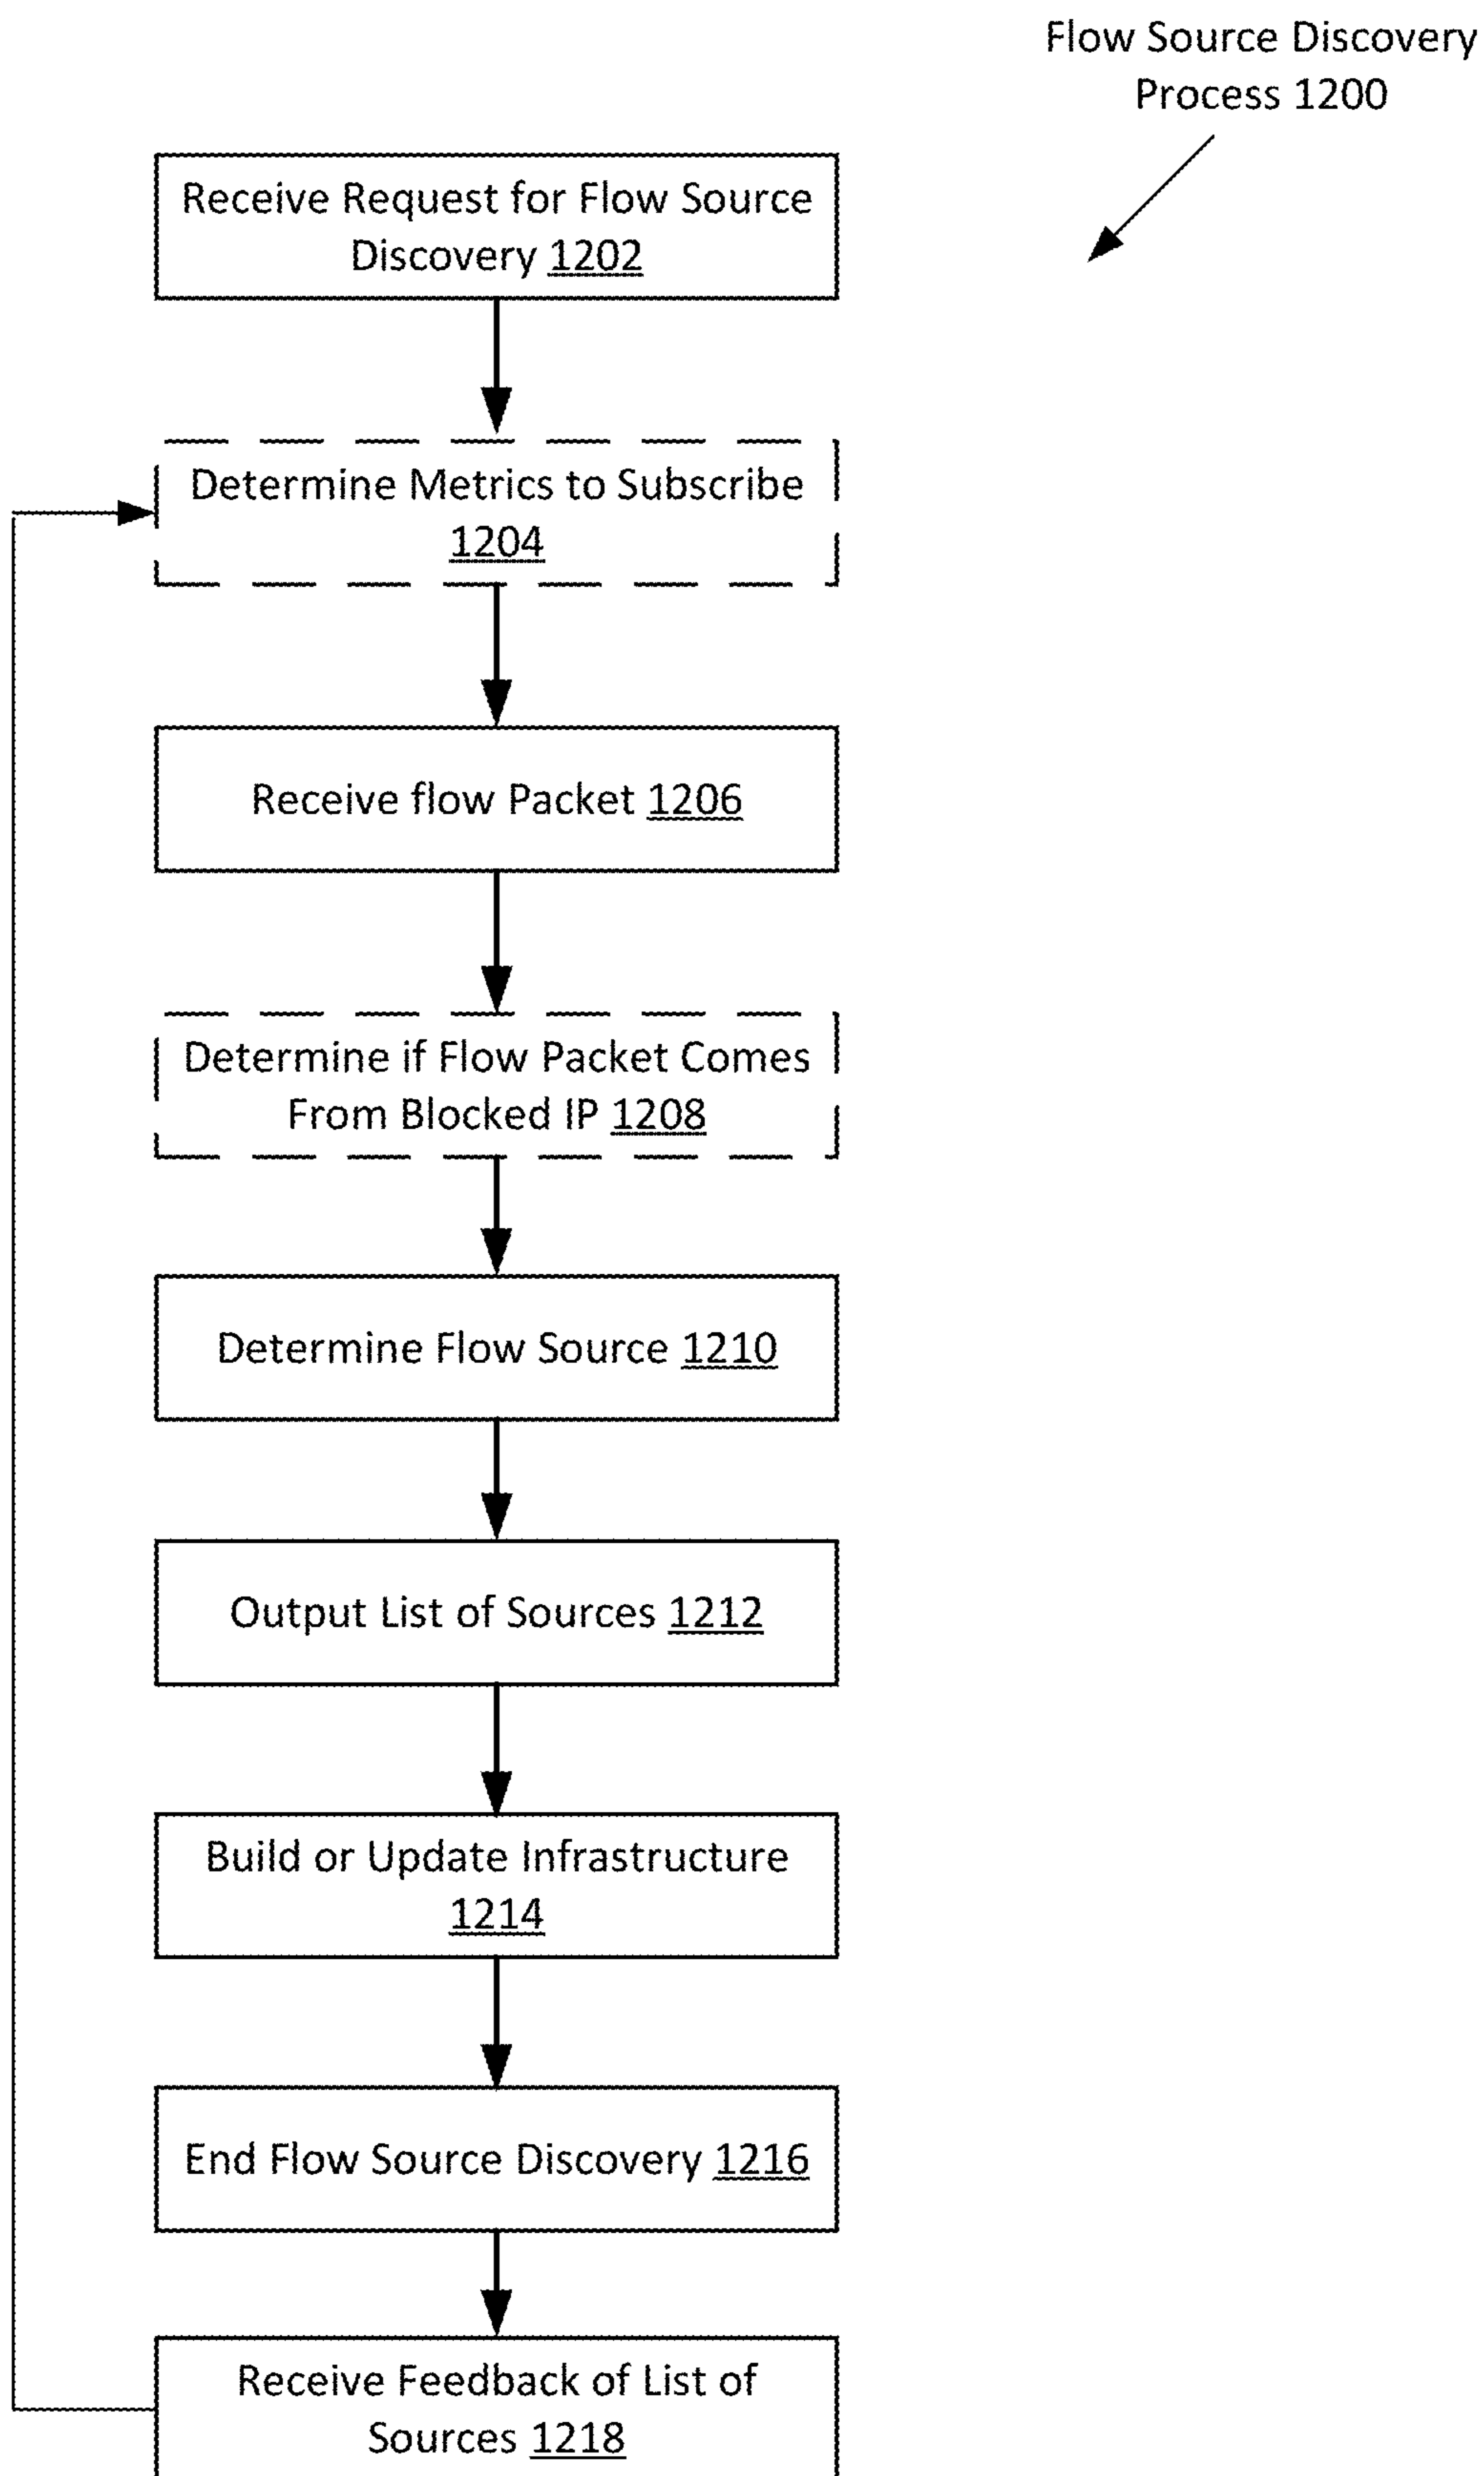 Flow Source Discovery
Process 1200
Receive Request for Flow Source
Discovery 1202
Determine Metrics to Subscribe
1204
Receive flow Packet 1206
Determine if Flow Packet Comes
From Blocked IP 1208
Determine Flow Source 1210
Output List of Sources 1212
Build or Update Infrastructure
1214
End Flow Source Discovery 1216
Receive Feedback of List of
Sources 1218